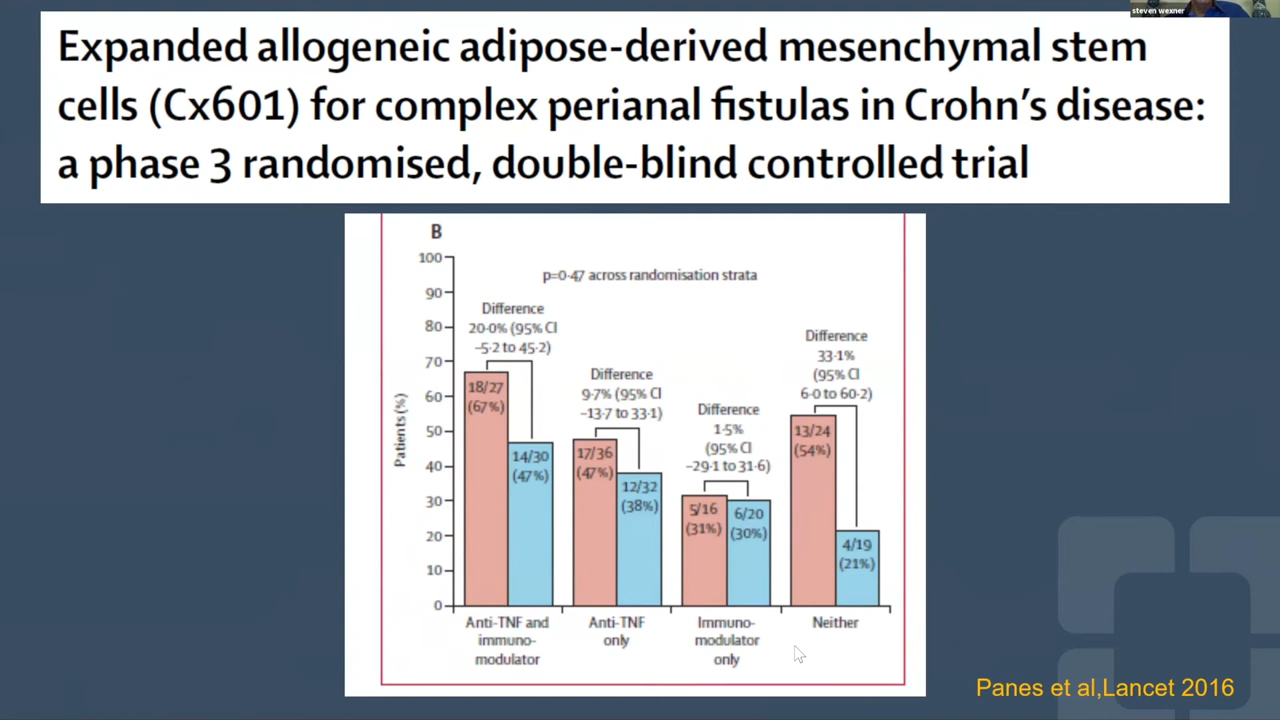 steven wexner
Expanded allogeneic adipose-derived mesenchymal stem
cells (Cx601) for complex perianal fistulas in Crohn's disease:
a phase 3 randomised, double-blind controlled trial
B
100
90
80
70
60
50
40
30
20
10
0
Patients (%)
p=0·47 across randomisation strata
Difference
20·0% (95% CI
–5·2 to 45·2)
18/27
(67%)
14/30
(47%)
Difference
9·7% (95% CI
–13·7 to 33·1)
17/36
(47%)
12/32
(38%)
Difference
1·5%
(95% CI
–29·1 to 31·6)
5/16
(31%)
6/20
(30%)
Difference
33·1%
(95% CI
6·0 to 60·2)
13/24
(54%)
4/19
(21%)
Anti-TNF and
immuno-
modulator
Anti-TNF
only
Immuno-
modulator
only
Neither
Panes et al,Lancet 2016